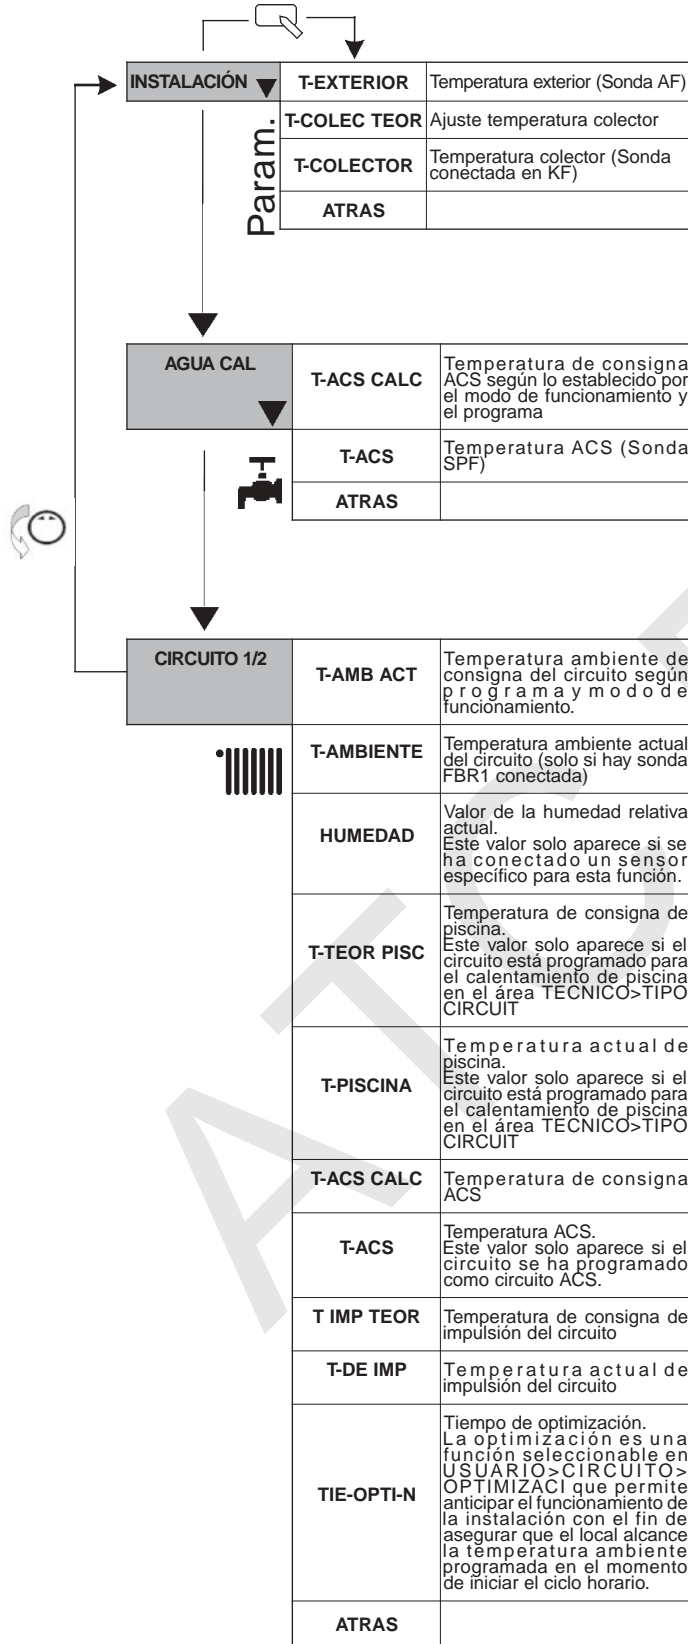 INSTALACIÓN
T-EXTERIOR
Temperatura exterior (Sonda AF)
Param.
T-COLEC TEOR
Ajuste temperatura colector
T-COLECTOR
Temperatura colector (Sonda
conectada en KF)
ATRAS
AGUA CAL
T-ACS CALC
Temperatura de consigna
ACS según lo establecido por
el modo de funcionamiento y
el programa
T-ACS
Temperatura ACS (Sonda
SPF)
ATRAS
CIRCUITO 1/2
T-AMB ACT
Temperatura ambiente de
consigna del circuito según
programa y modo de
funcionamiento.
T-AMBIENTE
Temperatura ambiente actual
del circuito (solo si hay sonda
FBR1 conectada)
HUMEDAD
Valor de la humedad relativa
actual.
Este valor solo aparece si se
ha conectado un sensor
específico para esta función.
T-TEOR PISC
Temperatura de consigna de
piscina.
Este valor solo aparece si el
circuito está programado para
el calentamiento de piscina
en el área TECNICO>TIPO
CIRCUIT
T-PISCINA
Temperatura actual de
piscina.
Este valor solo aparece si el
circuito está programado para
el calentamiento de piscina
en el área TECNICO>TIPO
CIRCUIT
T-ACS CALC
Temperatura de consigna
ACS
T-ACS
Temperatura ACS.
Este valor solo aparece si el
circuito se ha programado
como circuito ACS.
T IMP TEOR
Temperatura de consigna de
impulsión del circuito
T-DE IMP
Temperatura actual de
impulsión del circuito
TIE-OPTI-N
Tiempo de optimización.
La optimización es una
función seleccionable en
USUARIO>CIRCUITO>
OPTIMIZACI que permite
anticipar el funcionamiento de
la instalación con el fin de
asegurar que el local alcance
la temperatura ambiente
programada en el momento
de iniciar el ciclo horario.
ATRAS